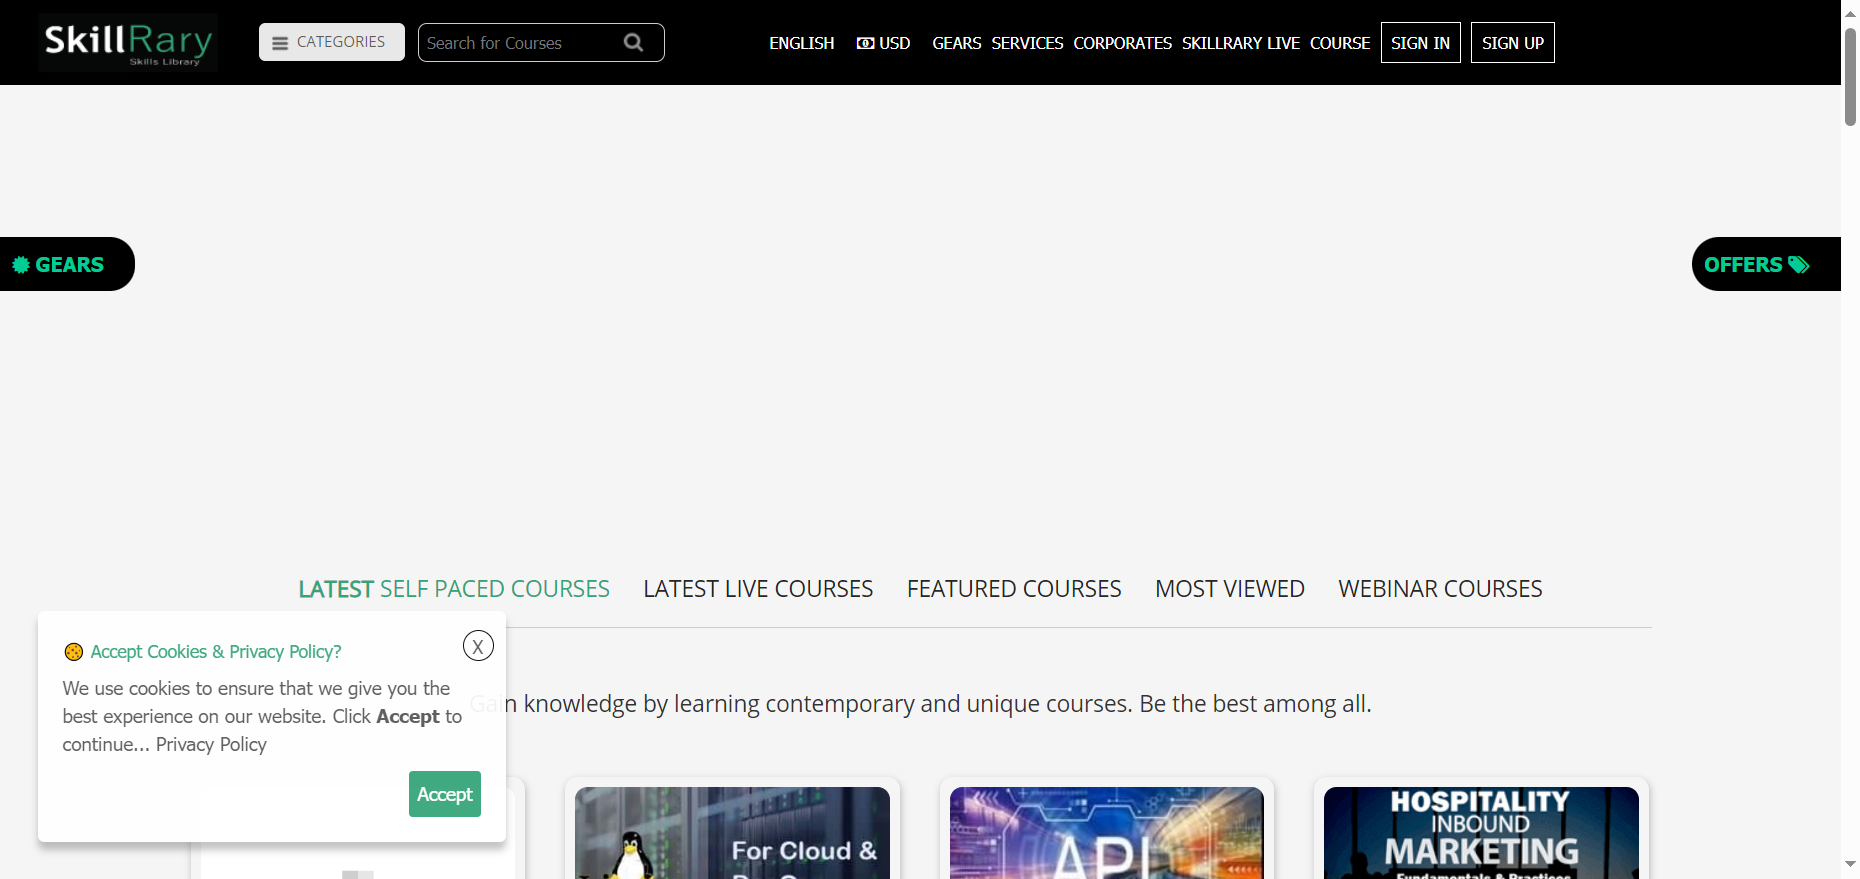 SkillRary
Skills Library
CATEGORIES
Search for Courses
ENGLISH
USD
GEARS
SERVICES
CORPORATES
SKILLRARY LIVE
COURSE
SIGN IN
SIGN UP
GEARS
OFFERS
LATEST SELF PACED COURSES
LATEST LIVE COURSES
FEATURED COURSES
MOST VIEWED
WEBINAR COURSES
Accept Cookies & Privacy Policy?
X
We use cookies to ensure that we give you the
best experience on our website. Click Accept to
continue... Privacy Policy
Accept
Gain knowledge by learning contemporary and unique courses. Be the best among all.
For Cloud &
API
HOSPITALITY
INBOUND
MARKETING
Fundamentals & Practices